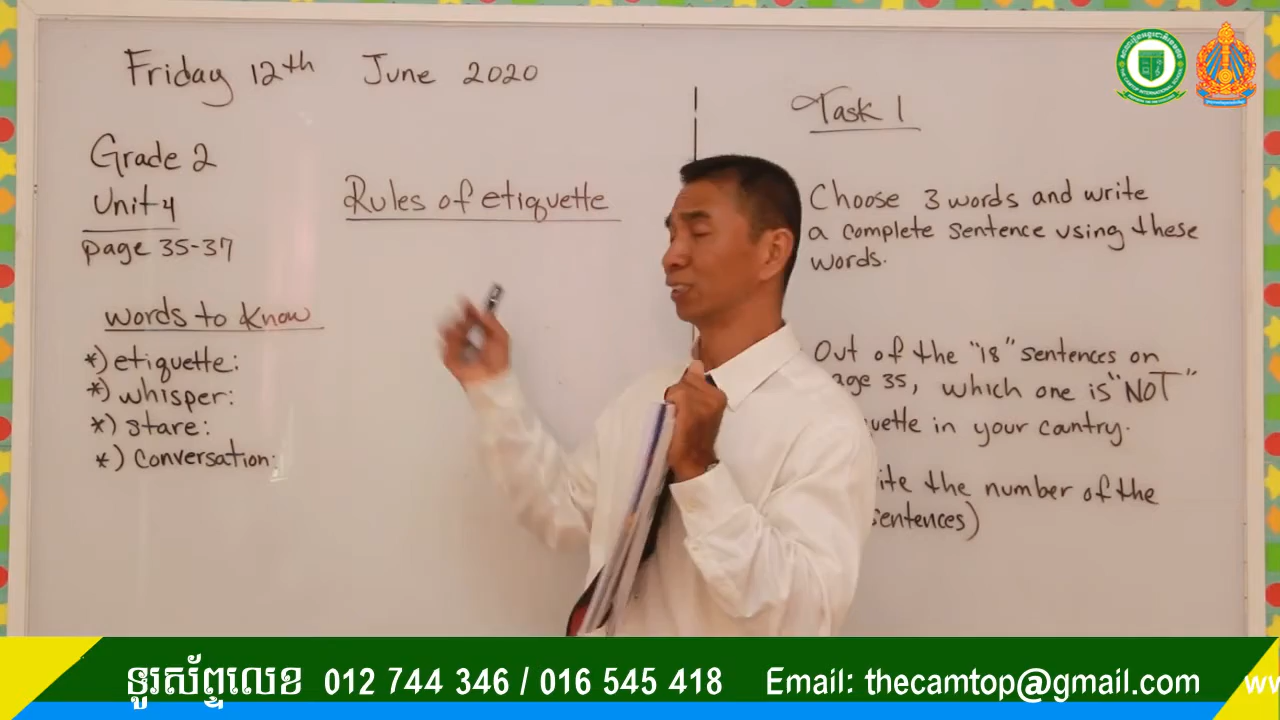 Friday 12th June 2020
Grade 2
Unit 4
page 35-37
Rules of etiquette
words to know
*) etiquette:
*) whisper:
*) stare:
*) conversation:
Task 1
Choose 3 words and write
a complete sentence using these
words.
Out of the "18" sentences on
age 35, which one is "NOT"
uette in your cantry.
ite the number of the
sentences)
ទូរស័ព្ទលេខ 012 744 346 / 016 545 418 Email: thecamtop@gmail.com